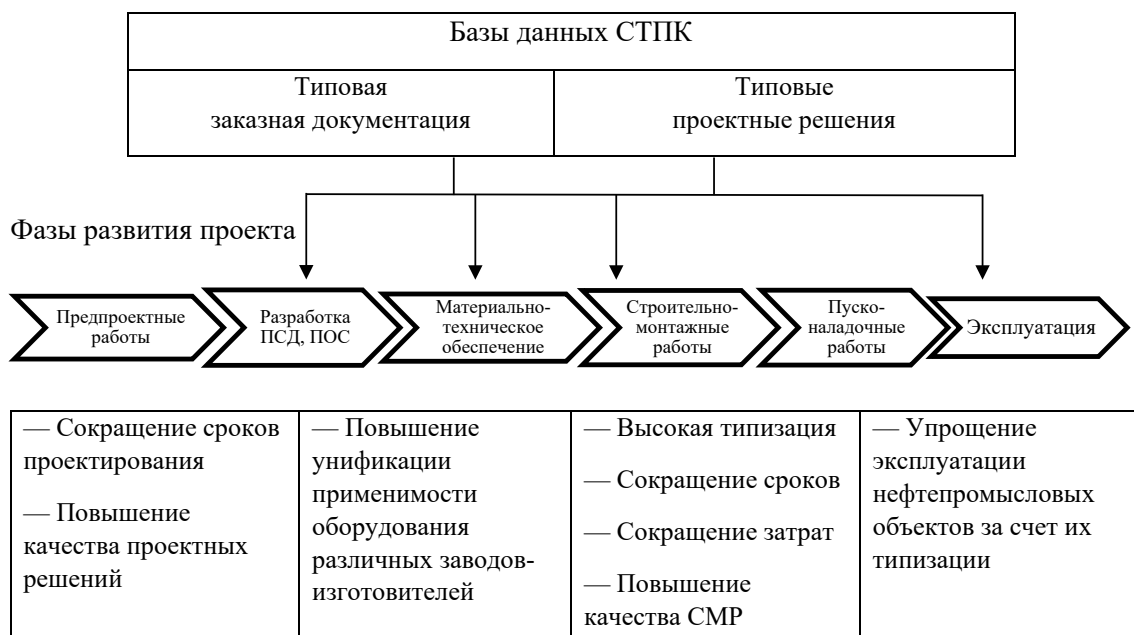 Базы данных СТПК
Типовая
заказная документация
Типовые
проектные решения
Фазы развития проекта
Предпроектные
работы
Разработка
ПСД, ПОС
Материально-
техническое
обеспечение
Строительно-
монтажные
работы
Пуско-
наладочные
работы
Эксплуатация
— Сокращение сроков
проектирования
— Повышение
качества проектных
решений
— Повышение
унификации
применимости
оборудования
различных заводов-
изготовителей
— Высокая типизация
— Сокращение сроков
— Сокращение затрат
— Повышение
качества СМР
— Упрощение
эксплуатации
нефтепромысловых
объектов за счет их
типизации